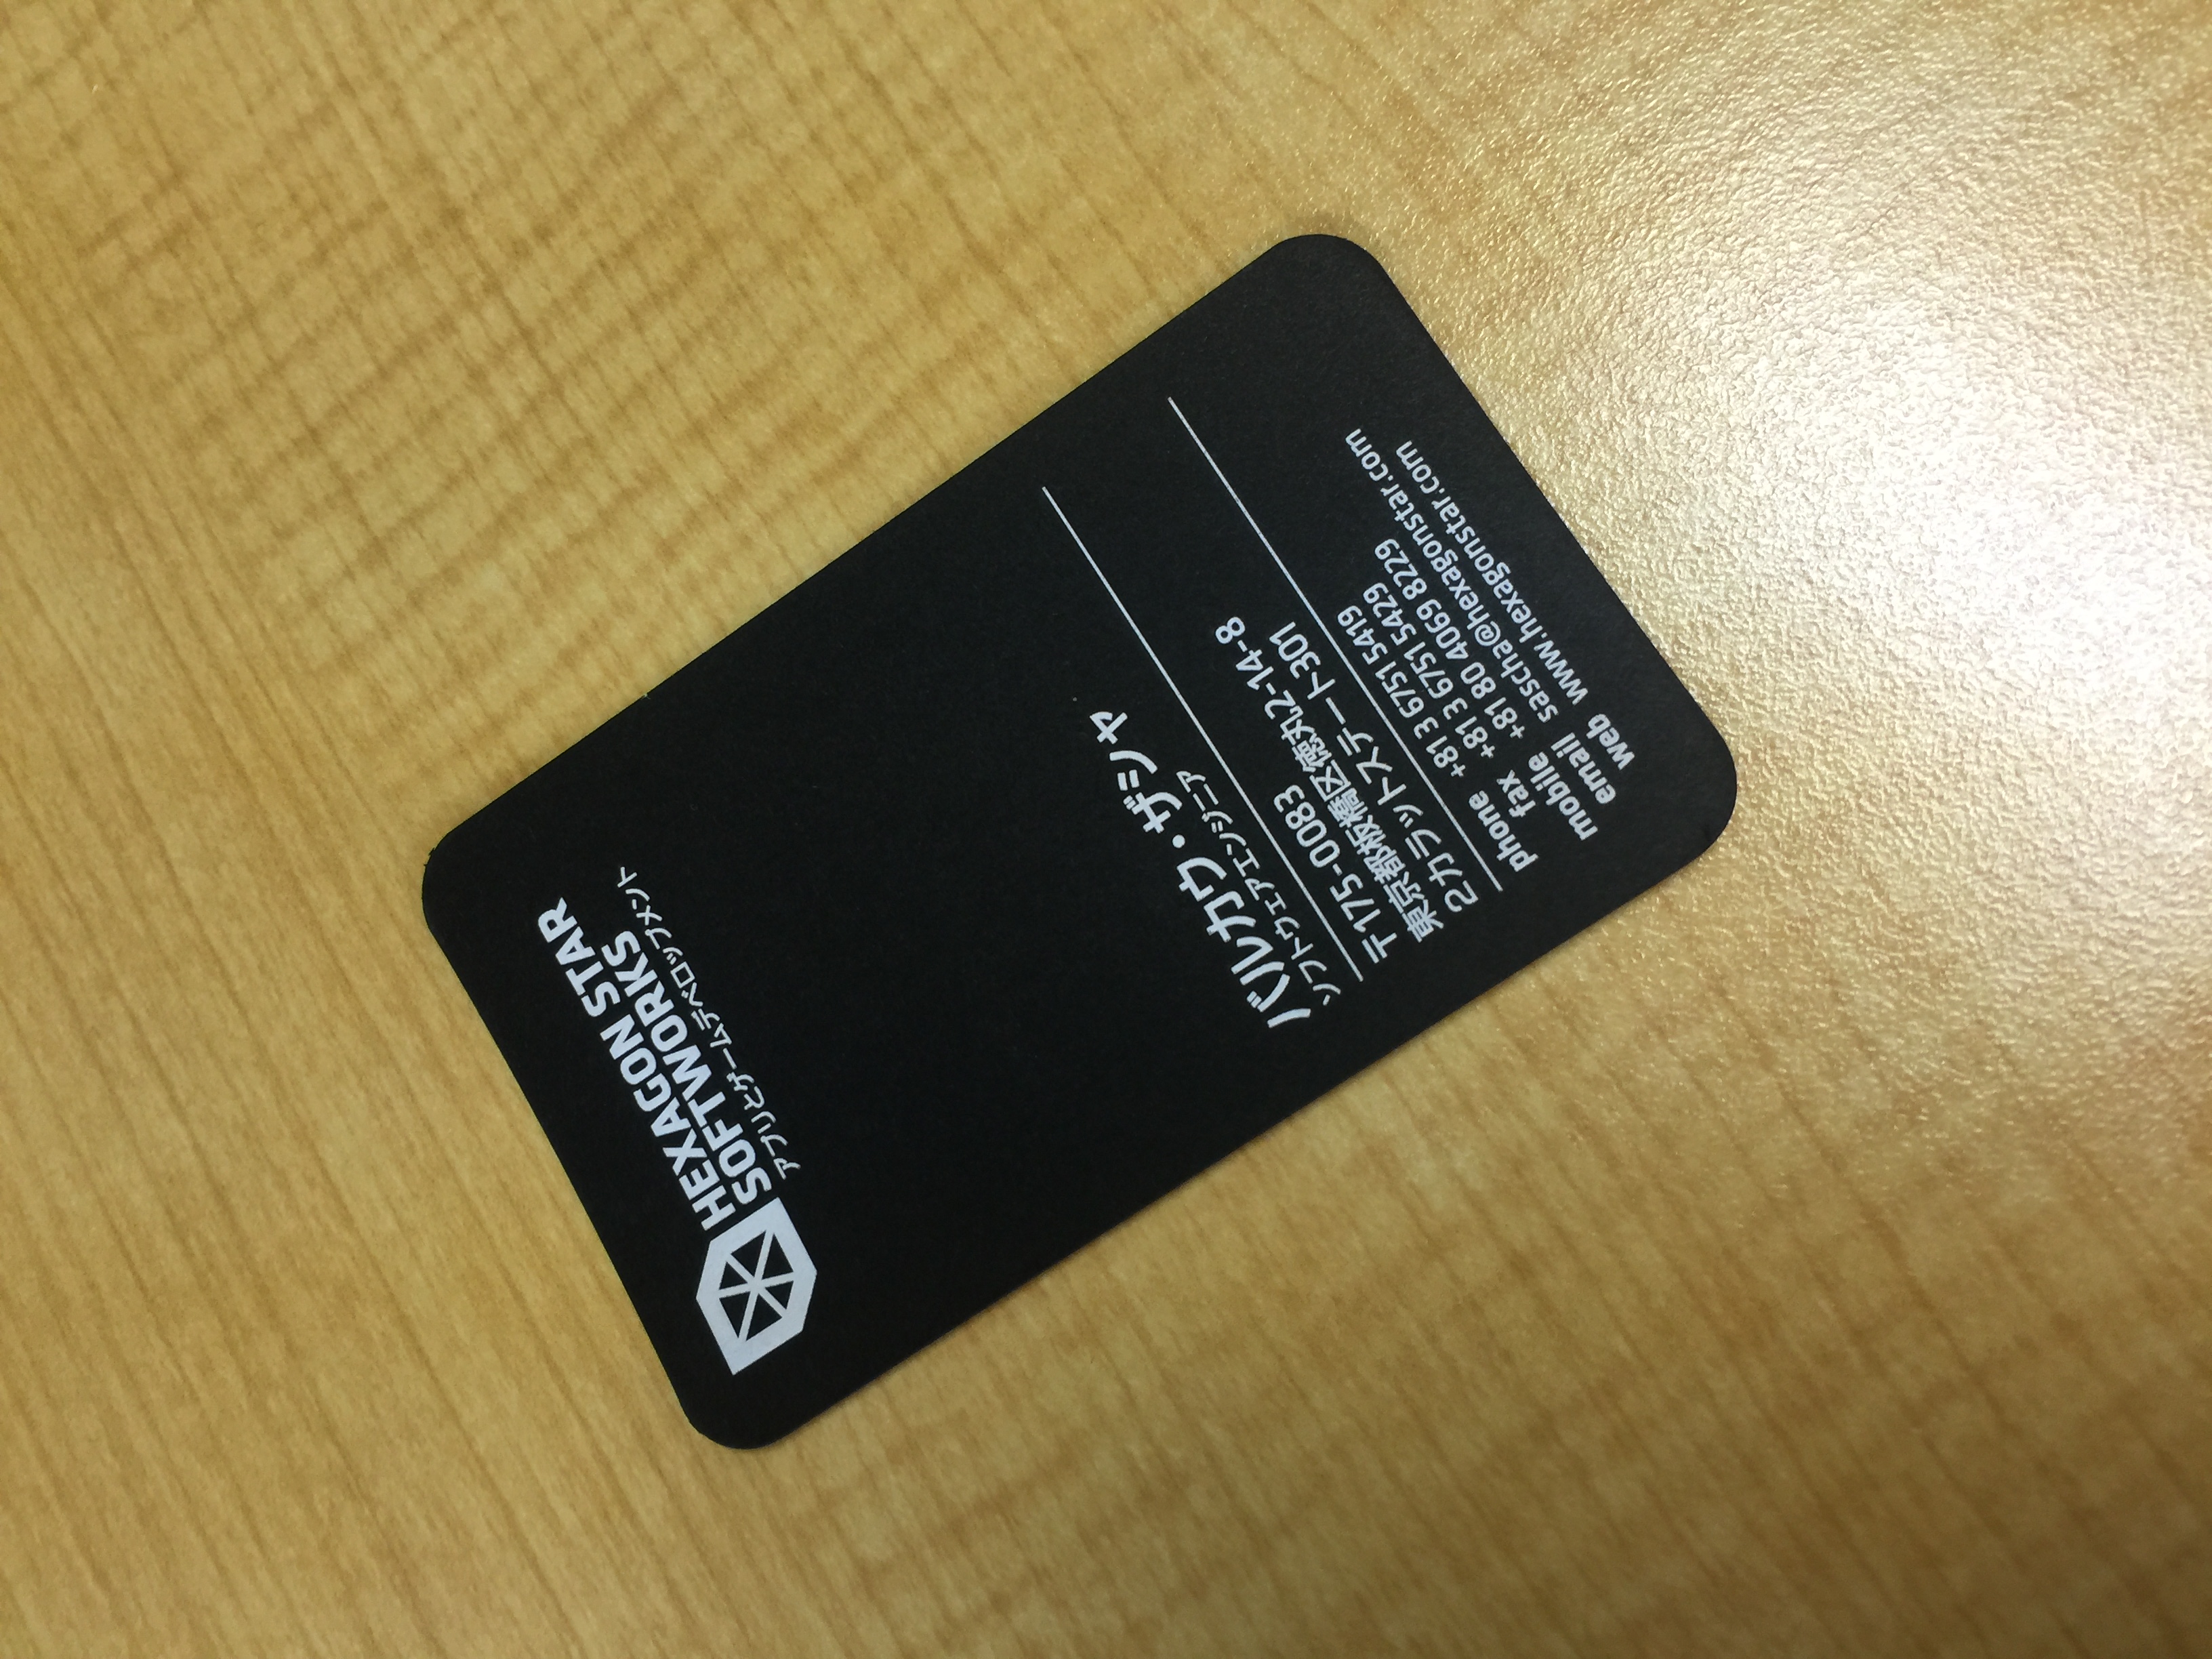 HEXAGON STAR
SOFTWORKS
アプリとゲームデベロップメント
バルカウ・ザシャ
ソフトウェアエンジニア
〒175-0083
東京都板橋区徳丸2-14-8
2カラットステート301
phone +81 3 6751 5419
fax +81 3 6751 5429
mobile +81 80 4069 8229
email sascha@hexagonstar.com
web www.hexagonstar.com